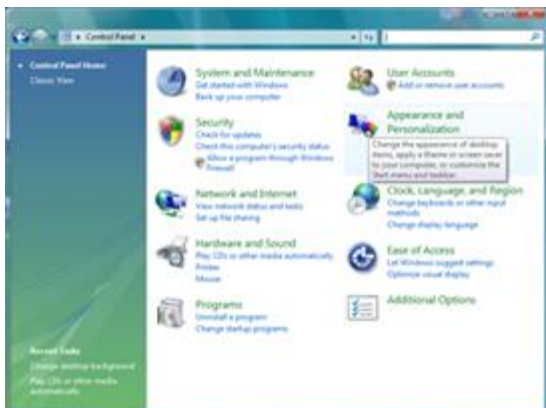 Control Panel
Control Panel Home
Classic View
System and Maintenance
Get started with Windows
Back up your computer
Security
Check for updates
Check this computer's security status
Allow a program through Windows
Firewall
Network and Internet
View network status and tasks
Set up file sharing
Hardware and Sound
Play CDs or other media automatically
Printer
Mouse
Programs
Uninstall a program
Change startup programs
User Accounts
Add or remove user accounts
Appearance and
Personalization
Change the appearance of desktop
items, apply a theme or screen saver
to your computer, or customize the
Start menu and taskbar.
Clock, Language, and Region
Change keyboards or other input
methods
Change display language
Ease of Access
Let Windows suggest settings
Optimize visual display
Additional Options
Recent Tasks
Change desktop background
Play CDs or other media
automatically